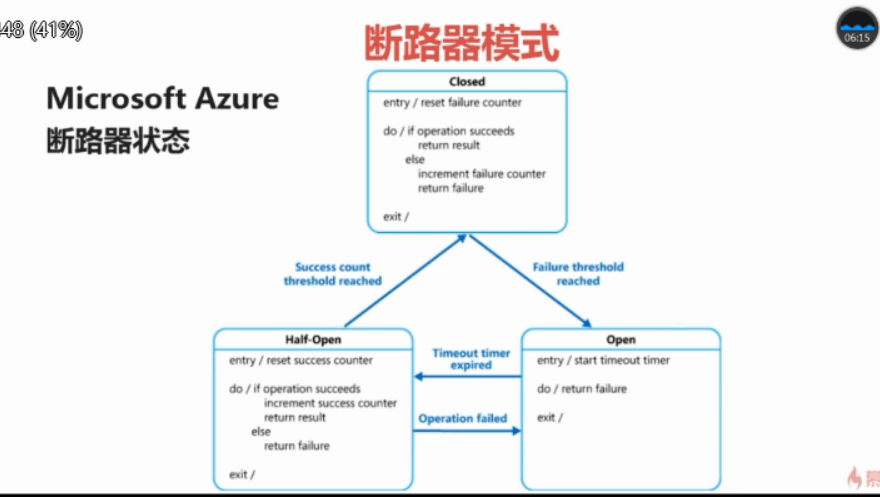 448 (41%)
06:15
断路器模式
Microsoft Azure
断路器状态
Closed
entry / reset failure counter
do / if operation succeeds
return result
else
increment failure counter
return failure
exit /
Success count
threshold reached
Failure threshold
reached
Half-Open
entry / reset success counter
do / if operation succeeds
increment success counter
return result
else
return failure
exit /
Timeout timer
expired
Operation failed
Open
entry / start timeout timer
do / return failure
exit /